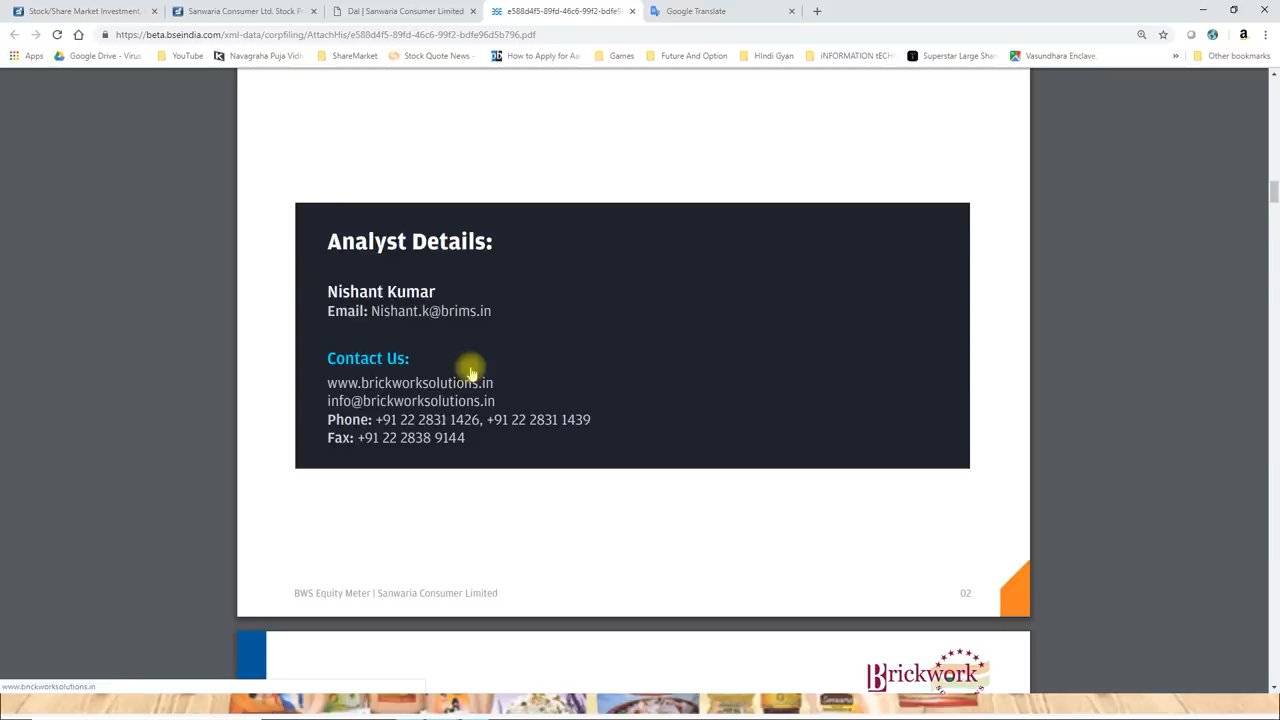 Stock/Share Market Investment,
Sanwaria Consumer Ltd. Stock P
Dal | Sanwaria Consumer Limited
e588d4f5-89fd-46c6-99f2-bdfe9
Google Translate
https://beta.bseindia.com/xml-data/corpfiling/AttachHis/e588d4f5-89fd-46c6-99f2-bdfe96d5b796.pdf
Apps
Google Drive - Virus
YouTube
Navagraha Puja Vidh
ShareMarket
Stock Quote News -
How to Apply for Aad
Games
Future And Option
HIndi Gyan
iNFORMATION tECH
Superstar Large Shar
Vasundhara Enclave,
Other bookmarks
Analyst Details:
Nishant Kumar
Email: Nishant.k@brims.in
Contact Us:
www.brickworksolutions.in
info@brickworksolutions.in
Phone: +91 22 2831 1426, +91 22 2831 1439
Fax: +91 22 2838 9144
BWS Equity Meter | Sanwaria Consumer Limited
02
Brickwork
www.brickworksolutions.in